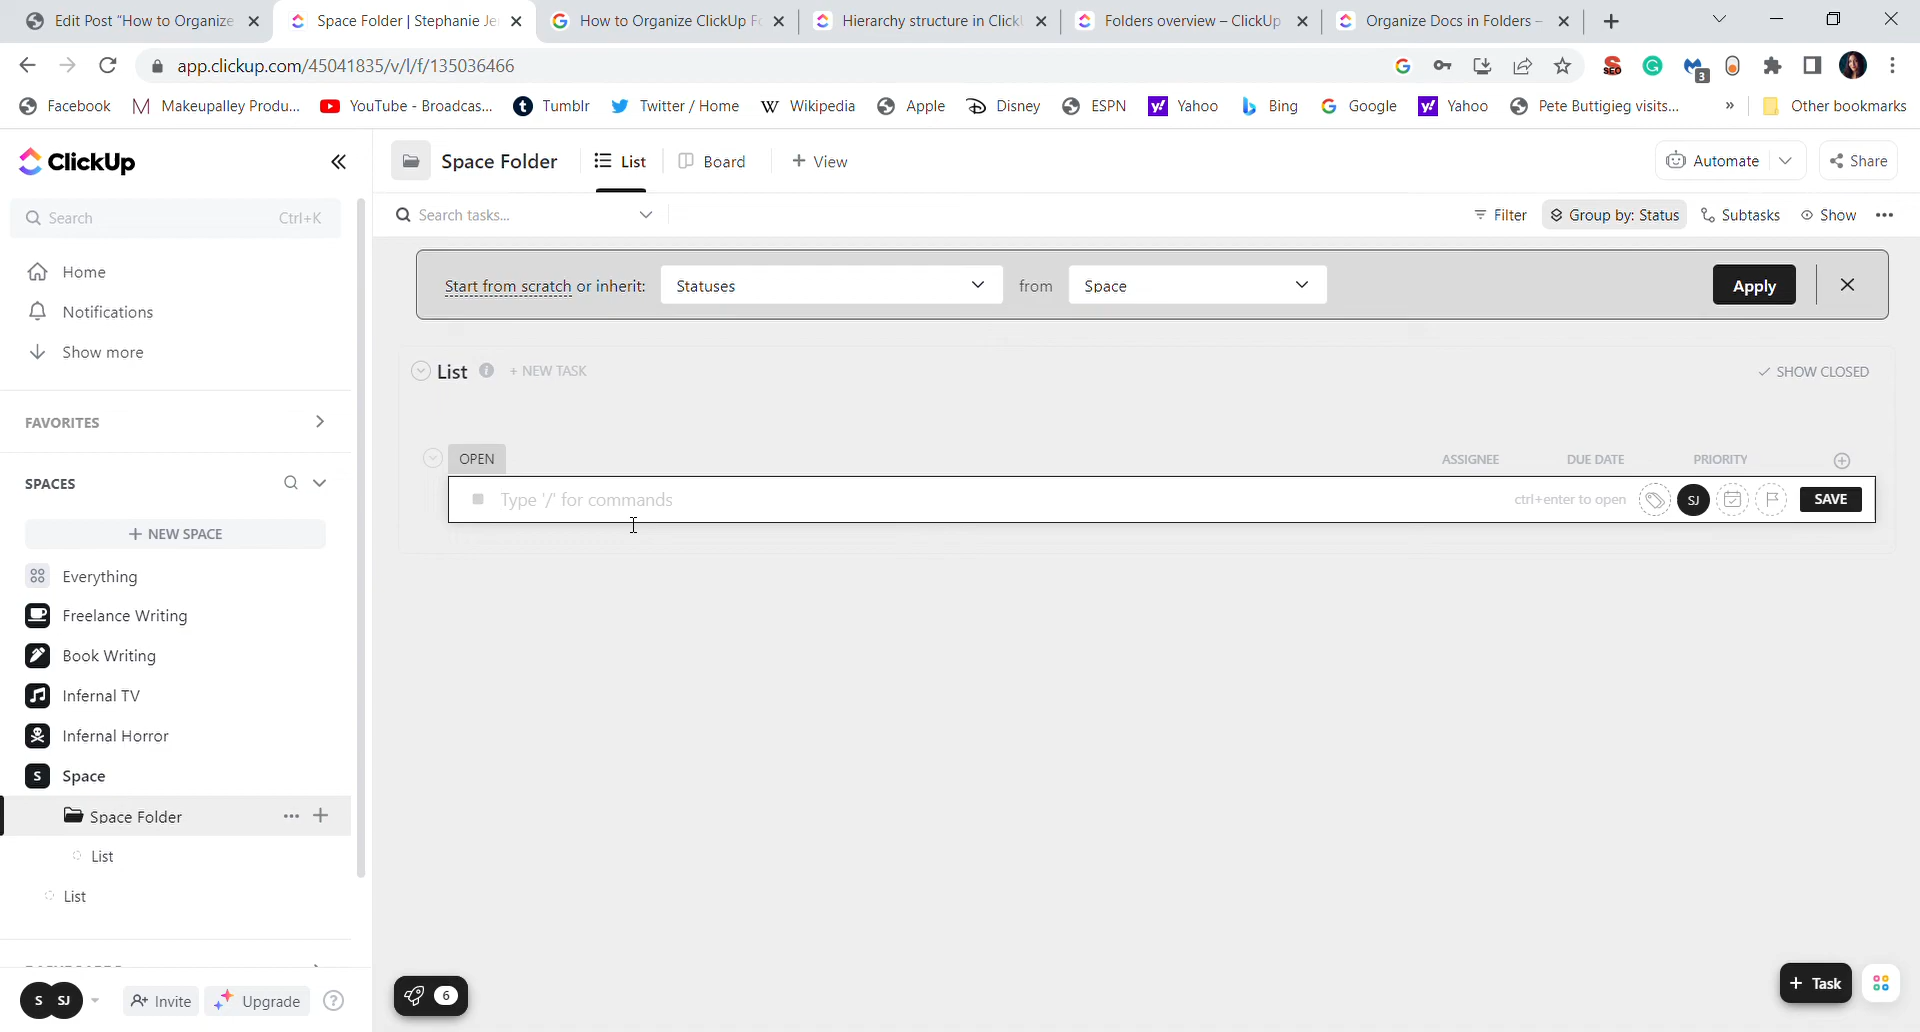 Edit Post “How to Organize
Space Folder | Stephanie Je
How to Organize ClickUp Fo
Hierarchy structure in Click
Folders overview – ClickUp
Organize Docs in Folders –
app.clickup.com/45041835/v/l/f/135036466
SEO
3
Facebook
Makeupalley Produ...
YouTube - Broadcas...
Tumblr
Twitter / Home
Wikipedia
Apple
Disney
ESPN
Yahoo
Bing
Google
Yahoo
Pete Buttigieg visits...
»
Other bookmarks
ClickUp
Space Folder
List
Board
+ View
Automate
Share
Search
Ctrl+K
Search tasks...
Filter
Group by: Status
Subtasks
Show
Home
Notifications
Show more
Start from scratch or inherit:
Statuses
from
Space
Apply
List
+ NEW TASK
SHOW CLOSED
FAVORITES
OPEN
ASSIGNEE
DUE DATE
PRIORITY
SPACES
Type '/' for commands
ctrl+enter to open
SJ
SAVE
+ NEW SPACE
Everything
Freelance Writing
Book Writing
Infernal TV
Infernal Horror
S
Space
Space Folder
List
List
S
SJ
Invite
Upgrade
?
6
+ Task